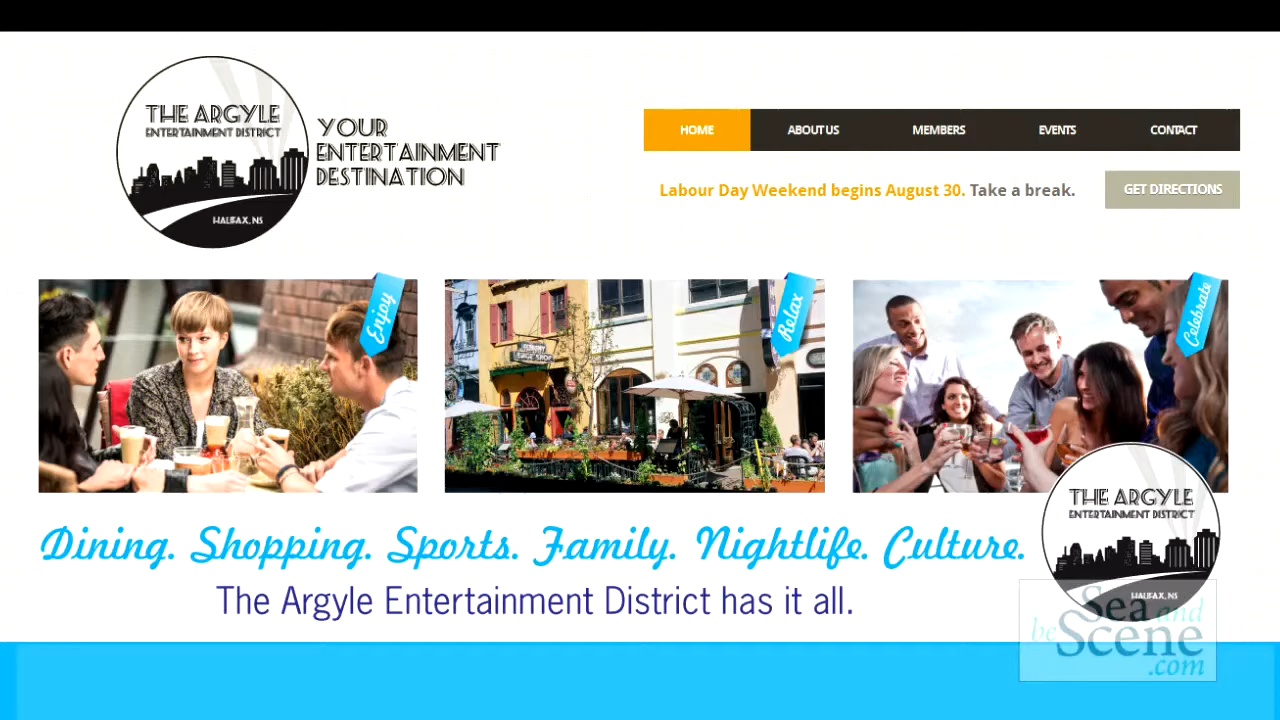 THE ARGYLE
ENTERTAINMENT DISTRICT
HALIFAX, NS
YOUR
ENTERTAINMENT
DESTINATION
HOME ABOUT US MEMBERS EVENTS CONTACT
Labour Day Weekend begins August 30. Take a break.
GET DIRECTIONS
Enjoy
Relax
Celebrate
Dining. Shopping. Sports. Family. Nightlife. Culture.
The Argyle Entertainment District has it all.
THE ARGYLE
ENTERTAINMENT DISTRICT
HALIFAX, NS
Sea and
be Scene
.com